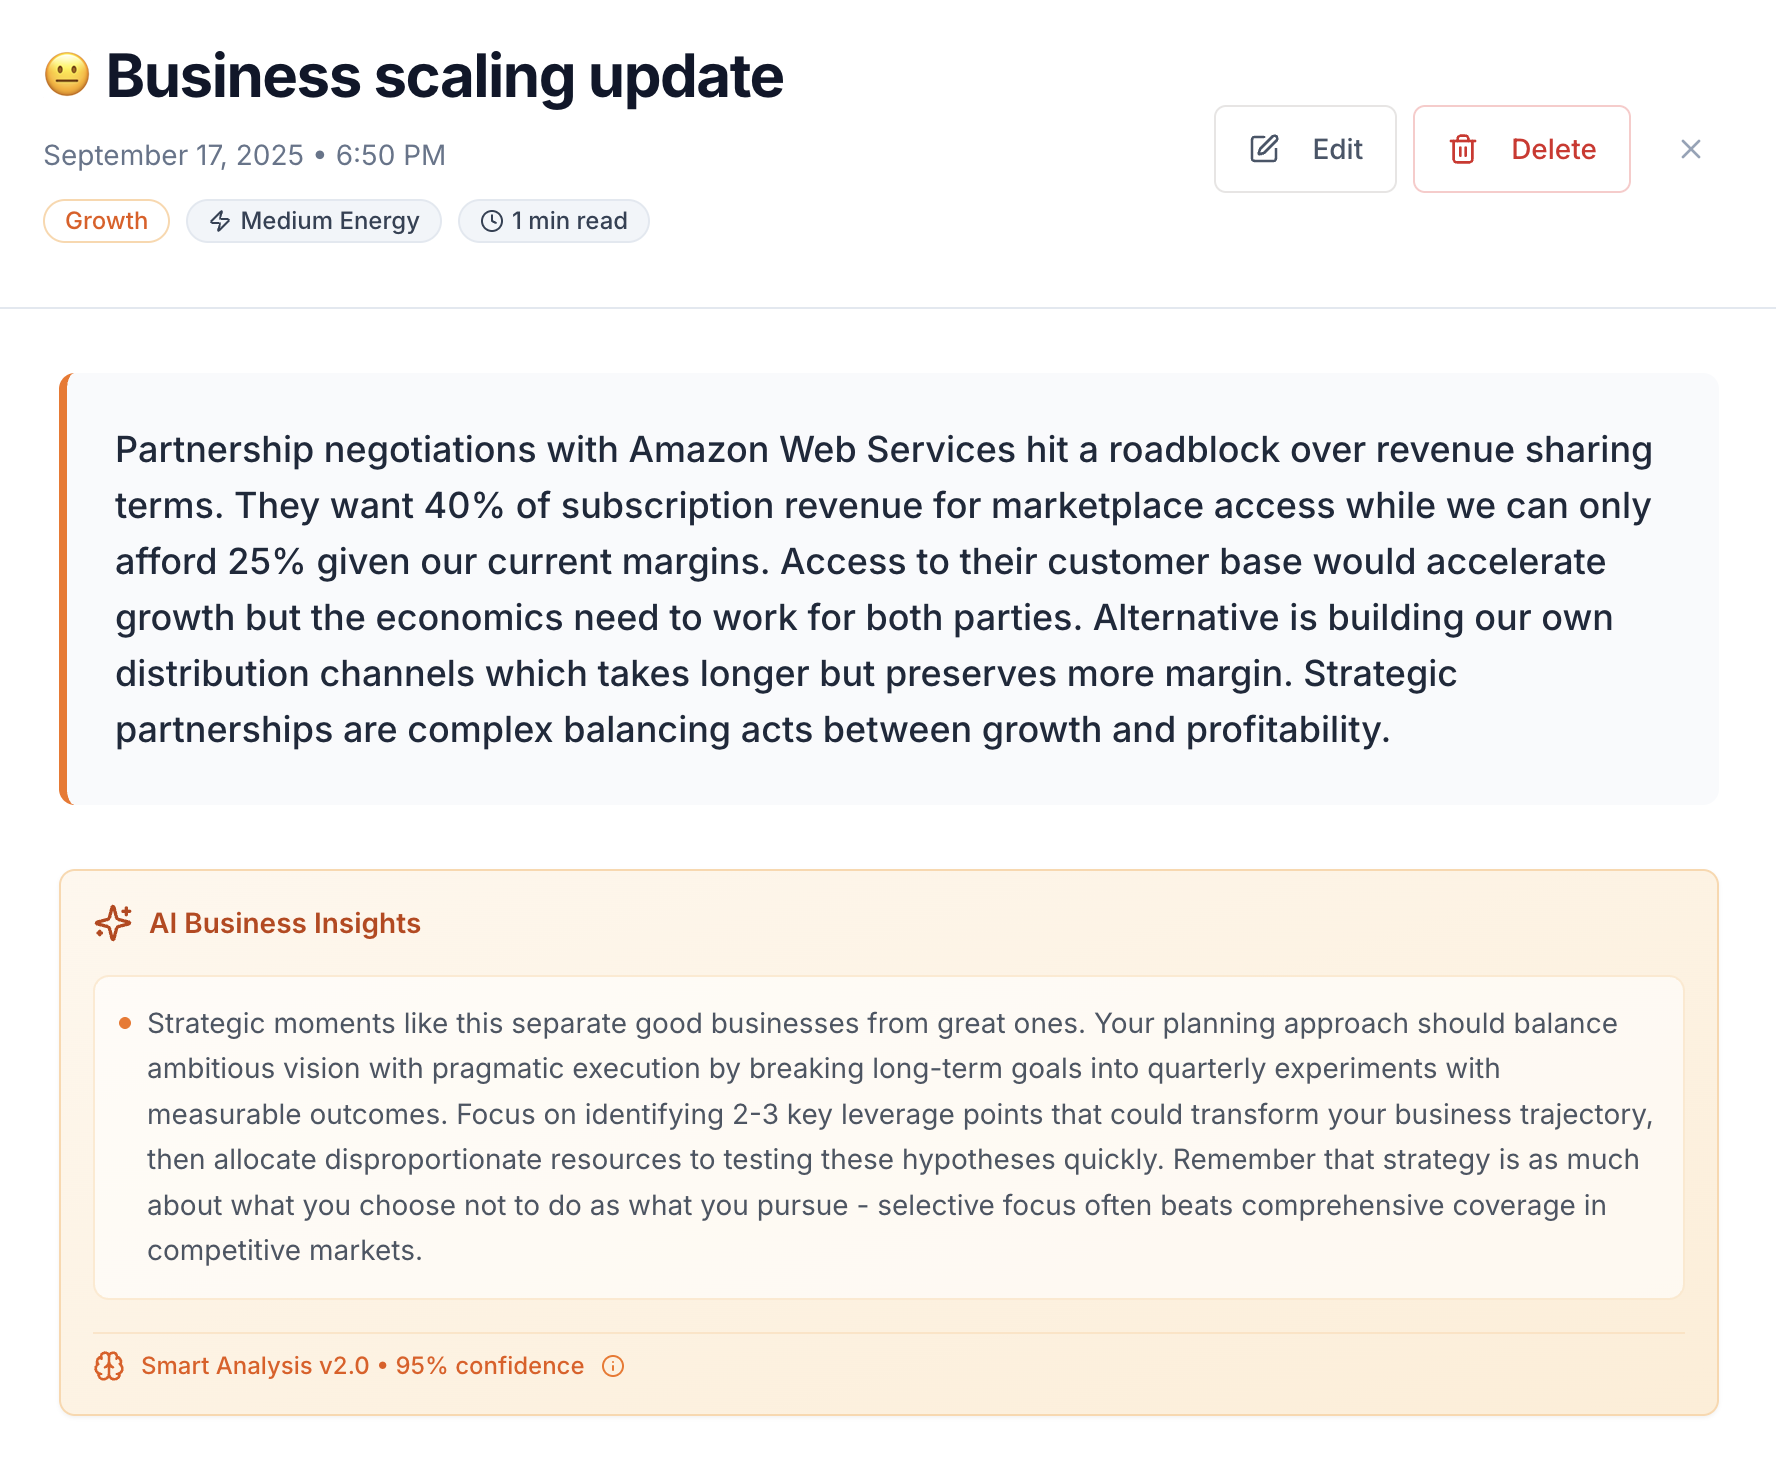 Business scaling update
September 17, 2025 • 6:50 PM
Edit
Delete
Growth
Medium Energy
1 min read
Partnership negotiations with Amazon Web Services hit a roadblock over revenue sharing
terms. They want 40% of subscription revenue for marketplace access while we can only
afford 25% given our current margins. Access to their customer base would accelerate
growth but the economics need to work for both parties. Alternative is building our own
distribution channels which takes longer but preserves more margin. Strategic
partnerships are complex balancing acts between growth and profitability.
AI Business Insights
Strategic moments like this separate good businesses from great ones. Your planning approach should balance
ambitious vision with pragmatic execution by breaking long-term goals into quarterly experiments with
measurable outcomes. Focus on identifying 2-3 key leverage points that could transform your business trajectory,
then allocate disproportionate resources to testing these hypotheses quickly. Remember that strategy is as much
about what you choose not to do as what you pursue - selective focus often beats comprehensive coverage in
competitive markets.
Smart Analysis v2.0 • 95% confidence